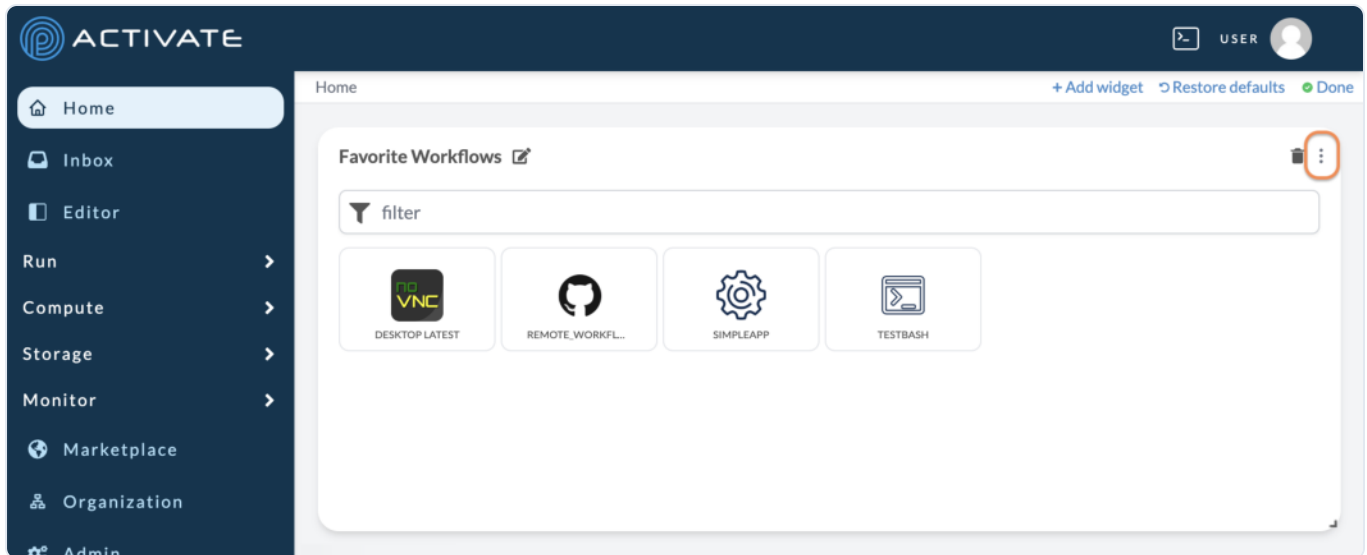 ACTIVATE
>_ USER
Home
+ Add widget Restore defaults Done
Home
Inbox
Editor
Run
Compute
Storage
Monitor
Marketplace
Organization
Admin
Favorite Workflows
filter
no VNC
DESKTOP LATEST
REMOTE_WORKFL...
SIMPLEAPP
>_
TESTBASH